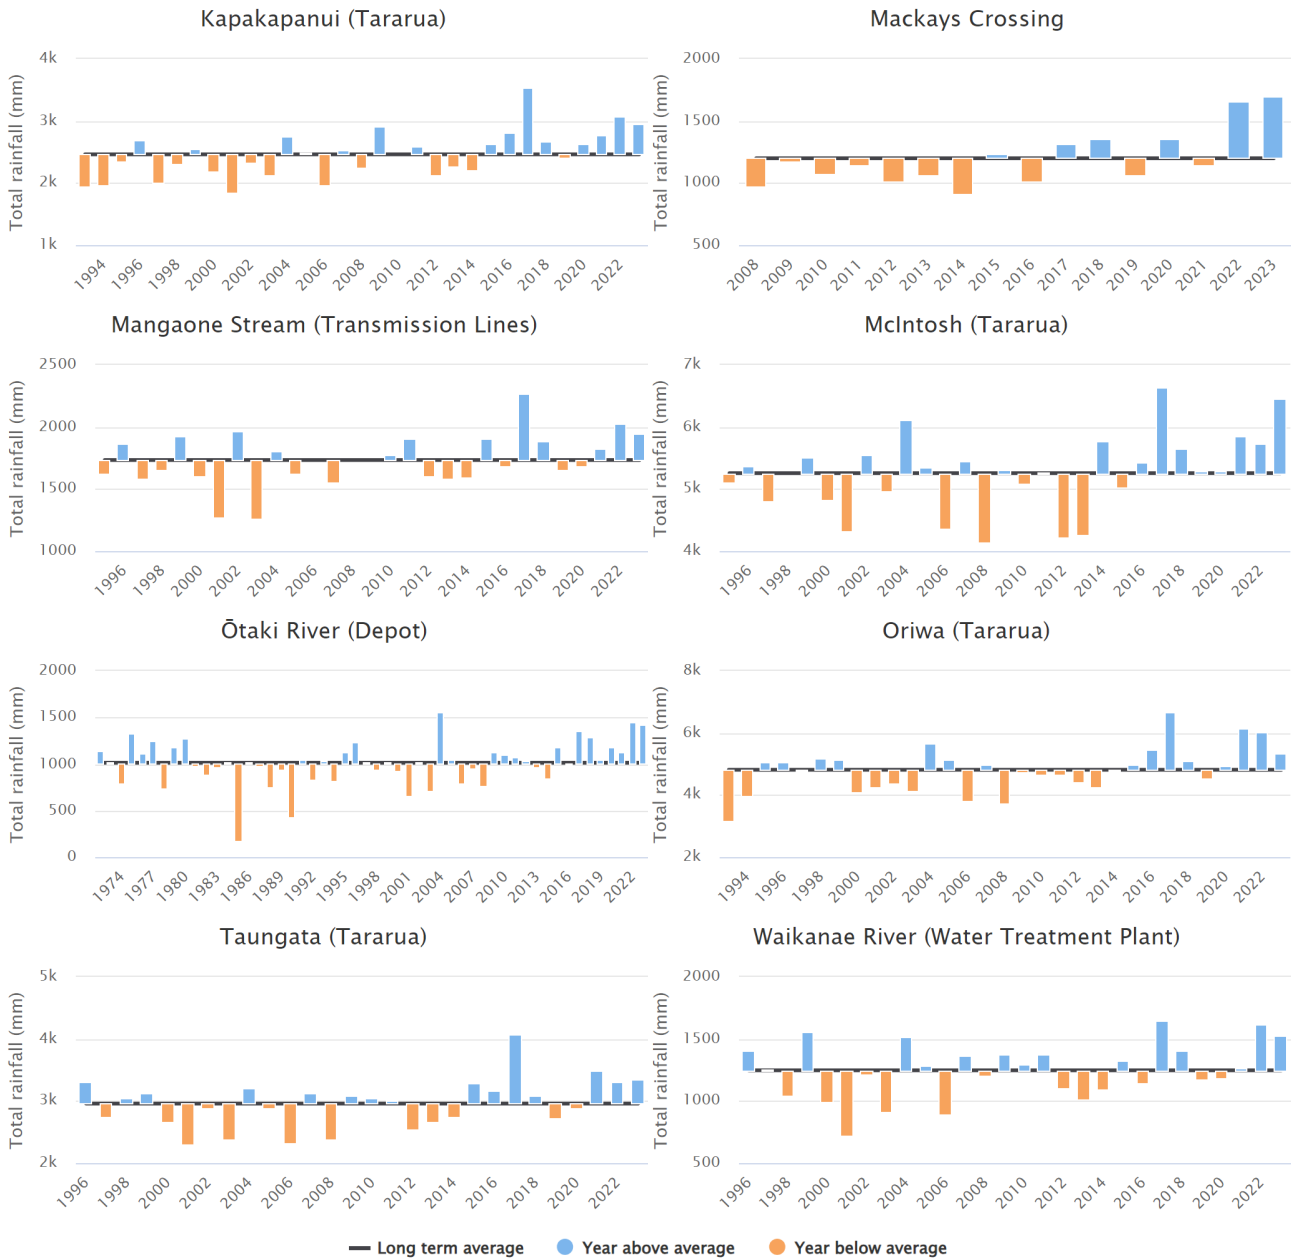 Kapakapanui (Tararua)
Total rainfall (mm)
4k
3k
2k
1k
1994 1996 1998 2000 2002 2004 2006 2008 2010 2012 2014 2016 2018 2020 2022
Mackays Crossing
Total rainfall (mm)
2000
1500
1000
500
2008 2009 2010 2011 2012 2013 2014 2015 2016 2017 2018 2019 2020 2021 2022 2023
Mangaone Stream (Transmission Lines)
Total rainfall (mm)
2500
2000
1500
1000
1996 1998 2000 2002 2004 2006 2008 2010 2012 2014 2016 2018 2020 2022
McIntosh (Tararua)
Total rainfall (mm)
7k
6k
5k
4k
1996 1998 2000 2002 2004 2006 2008 2010 2012 2014 2016 2018 2020 2022
Ōtaki River (Depot)
Total rainfall (mm)
2000
1500
1000
500
0
1974 1977 1980 1983 1986 1989 1992 1995 1998 2001 2004 2007 2010 2013 2016 2019 2022
Oriwa (Tararua)
Total rainfall (mm)
8k
6k
4k
2k
1994 1996 1998 2000 2002 2004 2006 2008 2010 2012 2014 2016 2018 2020 2022
Taungata (Tararua)
Total rainfall (mm)
5k
4k
3k
2k
1996 1998 2000 2002 2004 2006 2008 2010 2012 2014 2016 2018 2020 2022
Waikanae River (Water Treatment Plant)
Total rainfall (mm)
2000
1500
1000
500
1996 1998 2000 2002 2004 2006 2008 2010 2012 2014 2016 2018 2020 2022
Long term average Year above average Year below average